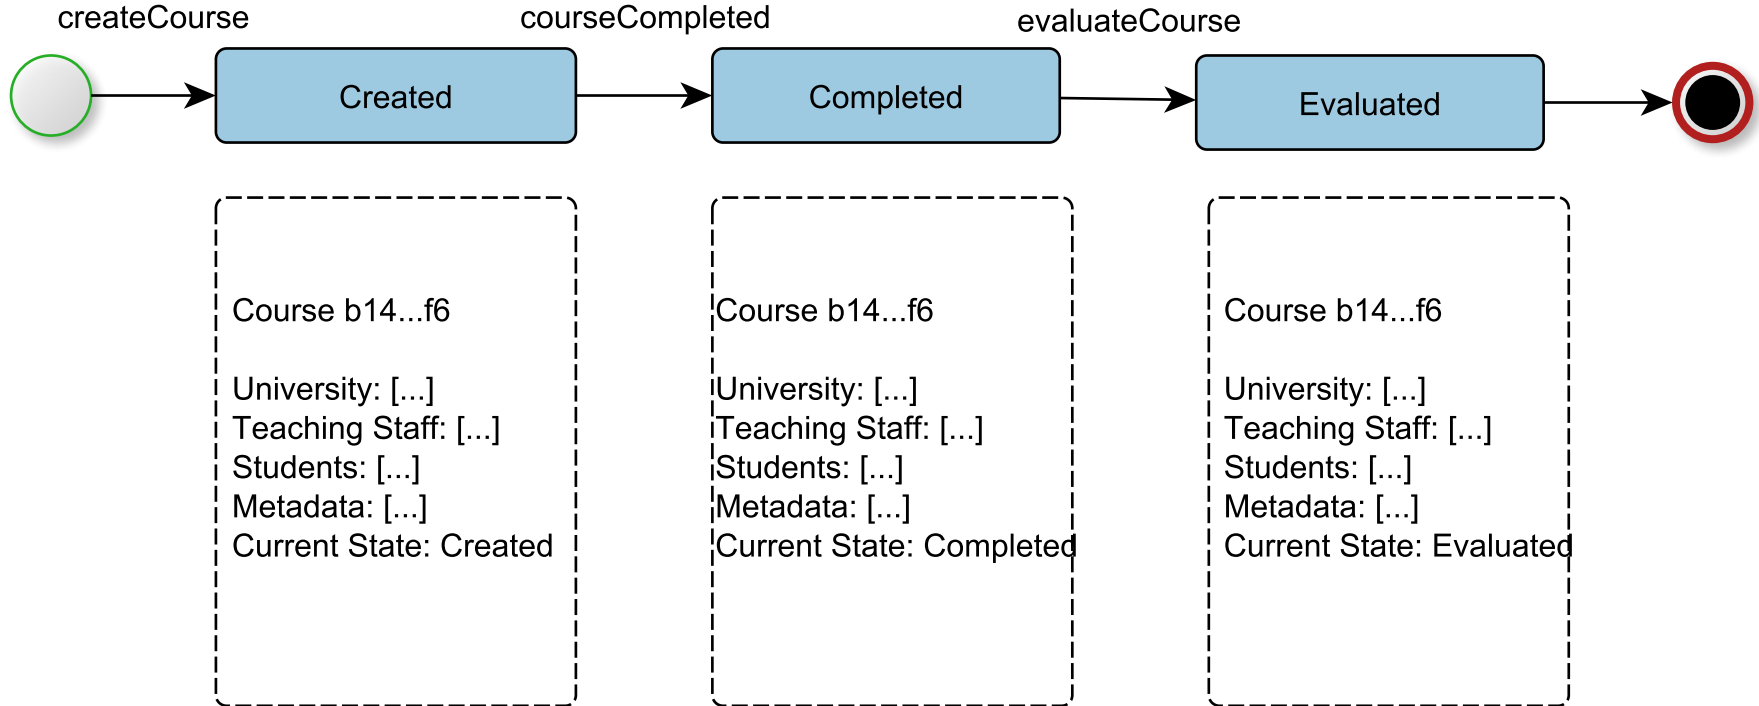 createCourse
courseCompleted
evaluateCourse
Created
Completed
Evaluated
Course b14...f6
University: [...]
Teaching Staff: [...]
Students: [...]
Metadata: [...]
Current State: Created
Course b14...f6
University: [...]
Teaching Staff: [...]
Students: [...]
Metadata: [...]
Current State: Completed
Course b14...f6
University: [...]
Teaching Staff: [...]
Students: [...]
Metadata: [...]
Current State: Evaluated